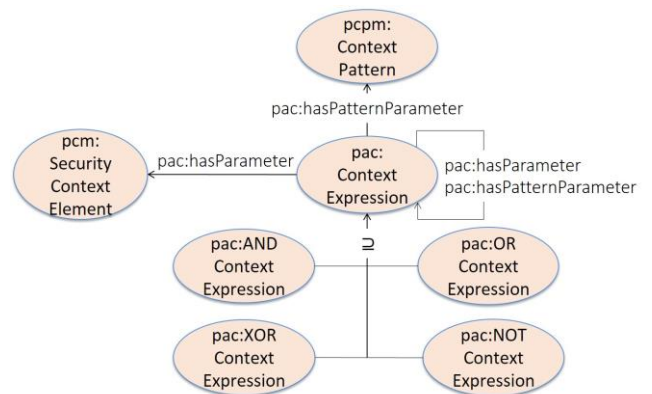 pcpm:
Context
Pattern
pac:hasPatternParameter
pcm:
Security
Context
Element
pac:hasParameter
pac:
Context
Expression
pac:hasParameter
pac:hasPatternParameter
⊇
pac:AND
Context
Expression
pac:OR
Context
Expression
pac:XOR
Context
Expression
pac:NOT
Context
Expression